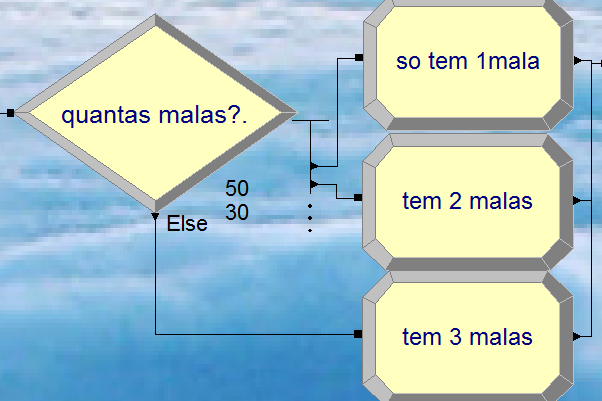 so tem 1mala
quantas malas?.
50
30
Else
tem 2 malas
tem 3 malas